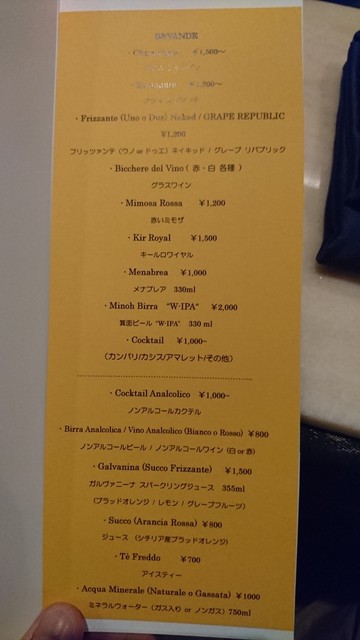 BEVANDE
¥1,500～
・Frizzante (Uno o Due) Naked / GRAPE REPUBLIC
¥1,200
フリッツァンテ（ウノ or ドゥエ）ネイキッド / グレープ リパブリック
・Bicchere del Vino ( 赤・白 各種 )
グラスワイン
・Mimosa Rossa ¥1,200
赤いミモザ
・Kir Royal ¥1,500
キールロワイヤル
・Menabrea ¥1,000
メナブレア 330ml
・Minoh Birra "W-IPA" ¥2,000
箕面ビール "W-IPA" 330 ml
・Cocktail ¥1,000~
（カンパリ/カシス/アマレット/その他）
・Cocktail Analcolico ¥1,000~
ノンアルコールカクテル
・Birra Analcolica / Vino Analcolico (Bianco o Rosso) ¥800
ノンアルコールビール / ノンアルコールワイン (白 or 赤)
・Galvanina (Succo Frizzante) ¥1,500
ガルヴァニーナ スパークリングジュース 355ml
（ブラッドオレンジ / レモン / グレープフルーツ）
・Succo (Arancia Rossa) ¥800
ジュース （シチリア産ブラッドオレンジ）
・Tè Freddo ¥700
アイスティー
・Acqua Minerale (Naturale o Gassata) ¥1000
ミネラルウォーター（ガス入り or ノンガス）750ml